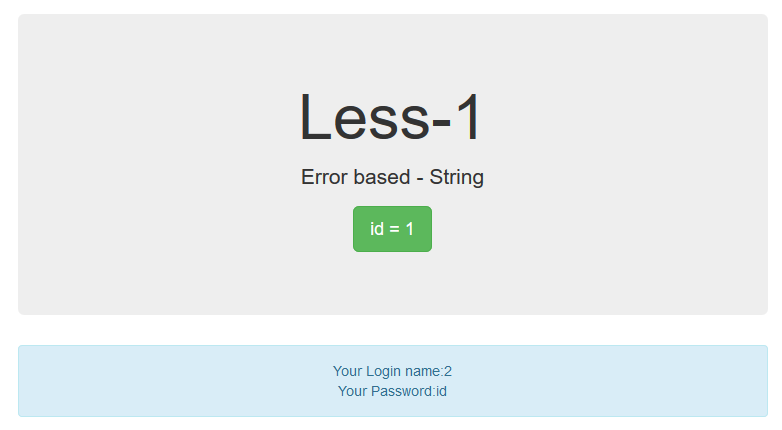 Less-1
Error based - String
id = 1
Your Login name:2
Your Password:id